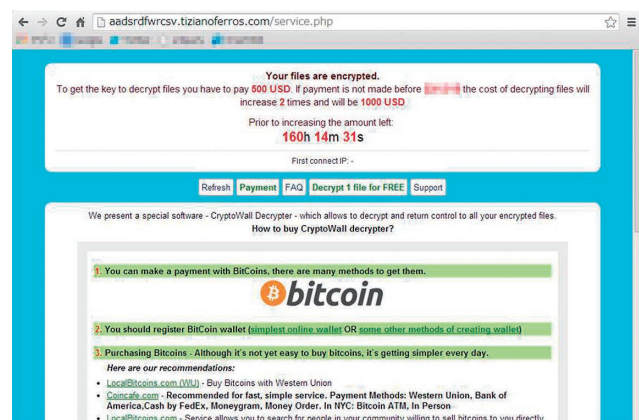 aadsrdfwrcsv.tizianoferros.com/service.php
Your files are encrypted.
To get the key to decrypt files you have to pay 500 USD. If payment is not made before the cost of decrypting files will
increase 2 times and will be 1000 USD
Prior to increasing the amount left:
160h 14m 31s
First connect IP: -
Refresh Payment FAQ Decrypt 1 file for FREE Support
We present a special software - CryptoWall Decrypter - which allows to decrypt and return control to all your encrypted files.
How to buy CryptoWall decrypter?
1. You can make a payment with BitCoins, there are many methods to get them.
bitcoin
2. You should register BitCoin wallet (simplest online wallet OR some other methods of creating wallet)
3. Purchasing Bitcoins - Although it's not yet easy to buy bitcoins, it's getting simpler every day.
Here are our recommendations:
• LocalBitcoins.com (WU) - Buy Bitcoins with Western Union
• Coincafe.com - Recommended for fast, simple service. Payment Methods: Western Union, Bank of
America,Cash by FedEx, Moneygram, Money Order. In NYC: Bitcoin ATM, In Person
• LocalBitcoins.com - Service allows you to search for people in your community willing to sell bitcoins to you directly